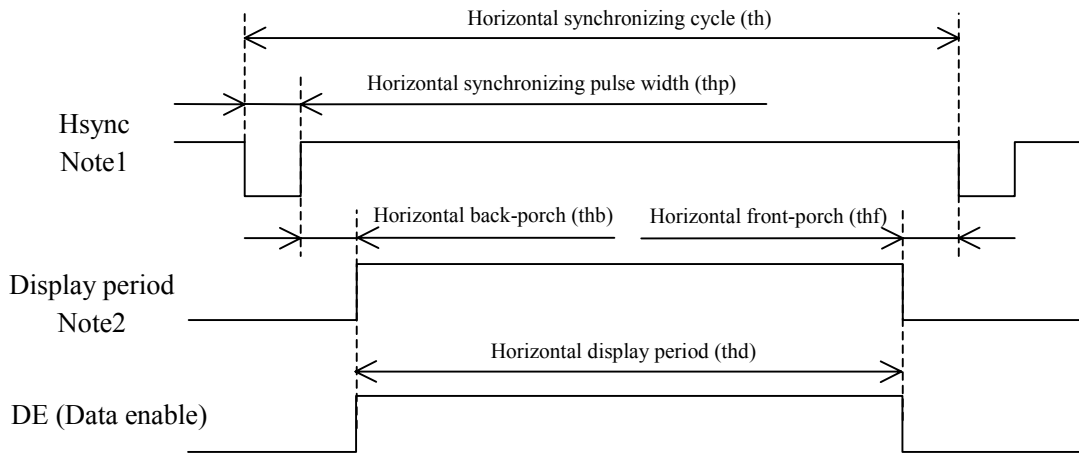 Horizontal synchronizing cycle (th)
Horizontal synchronizing pulse width (thp)
Hsync
Note1
Horizontal back-porch (thb)
Horizontal front-porch (thf)
Display period
Note2
Horizontal display period (thd)
DE (Data enable)